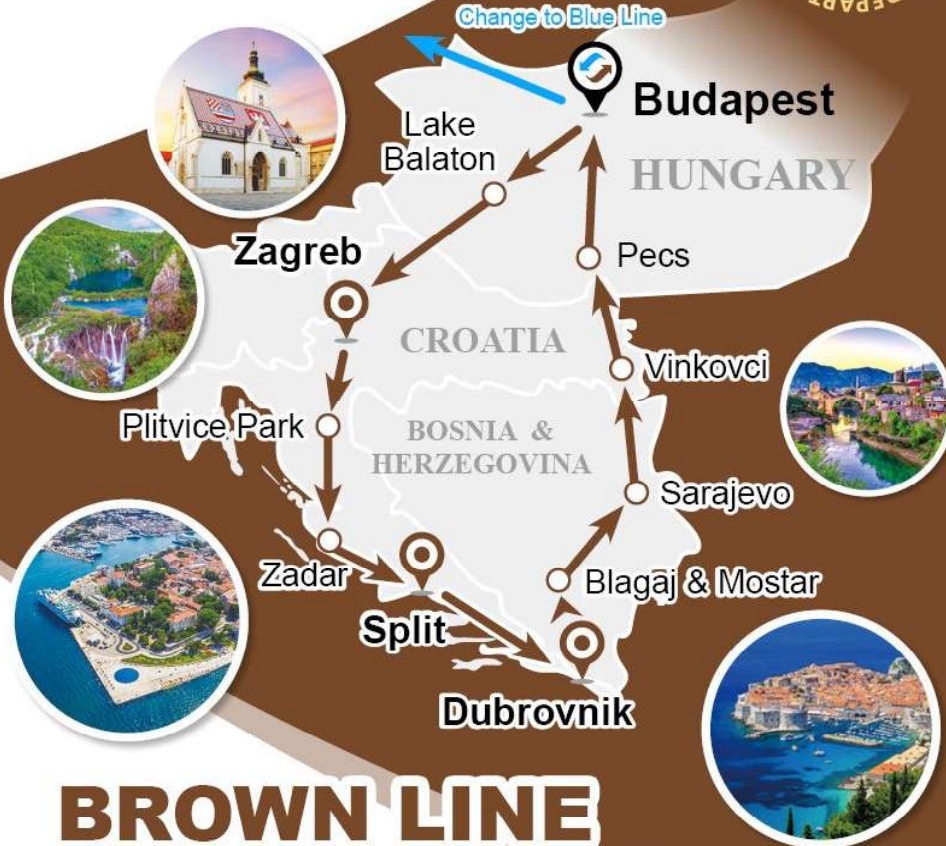 Change to Blue Line
DEPART
Budapest
Lake
Balaton
HUNGARY
Zagreb
Pecs
CROATIA
Vinkovci
Plitvice Park
BOSNIA &
HERZEGOVINA
Sarajevo
Zadar
Blagaj & Mostar
Split
Dubrovnik
BROWN LINE